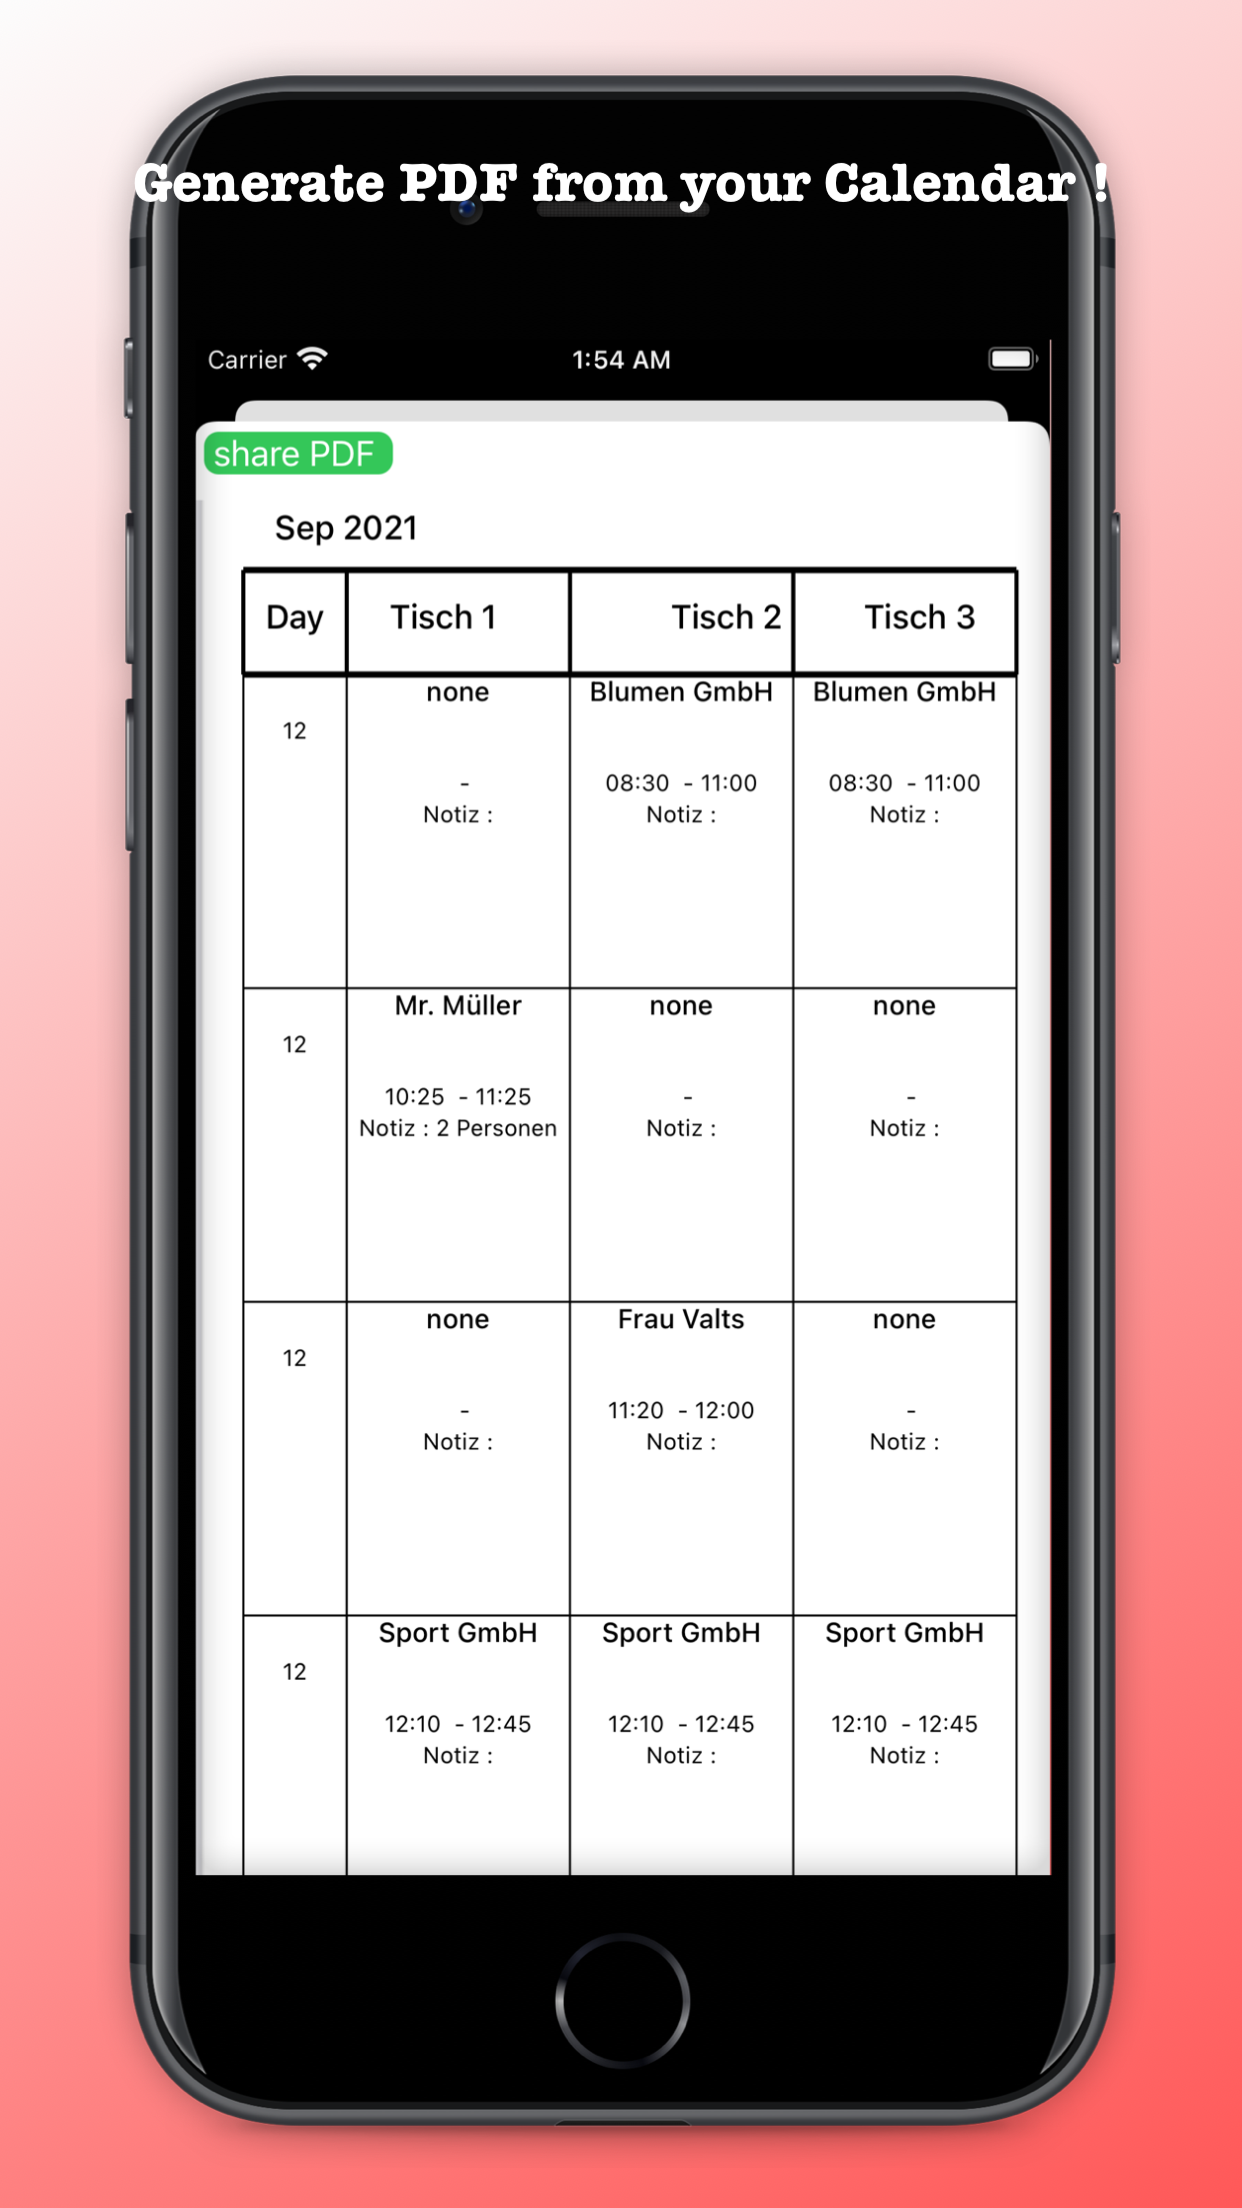 Generate PDF from your Calendar !
Carrier 1:54 AM
share PDF
Sep 2021
Day Tisch 1 Tisch 2 Tisch 3
none Blumen GmbH Blumen GmbH
12
- 08:30 - 11:00 08:30 - 11:00
Notiz : Notiz : Notiz :
Mr. Müller none none
12
10:25 - 11:25 - -
Notiz : 2 Personen Notiz : Notiz :
none Frau Valts none
12
- 11:20 - 12:00 -
Notiz : Notiz : Notiz :
Sport GmbH Sport GmbH Sport GmbH
12
12:10 - 12:45 12:10 - 12:45 12:10 - 12:45
Notiz : Notiz : Notiz :